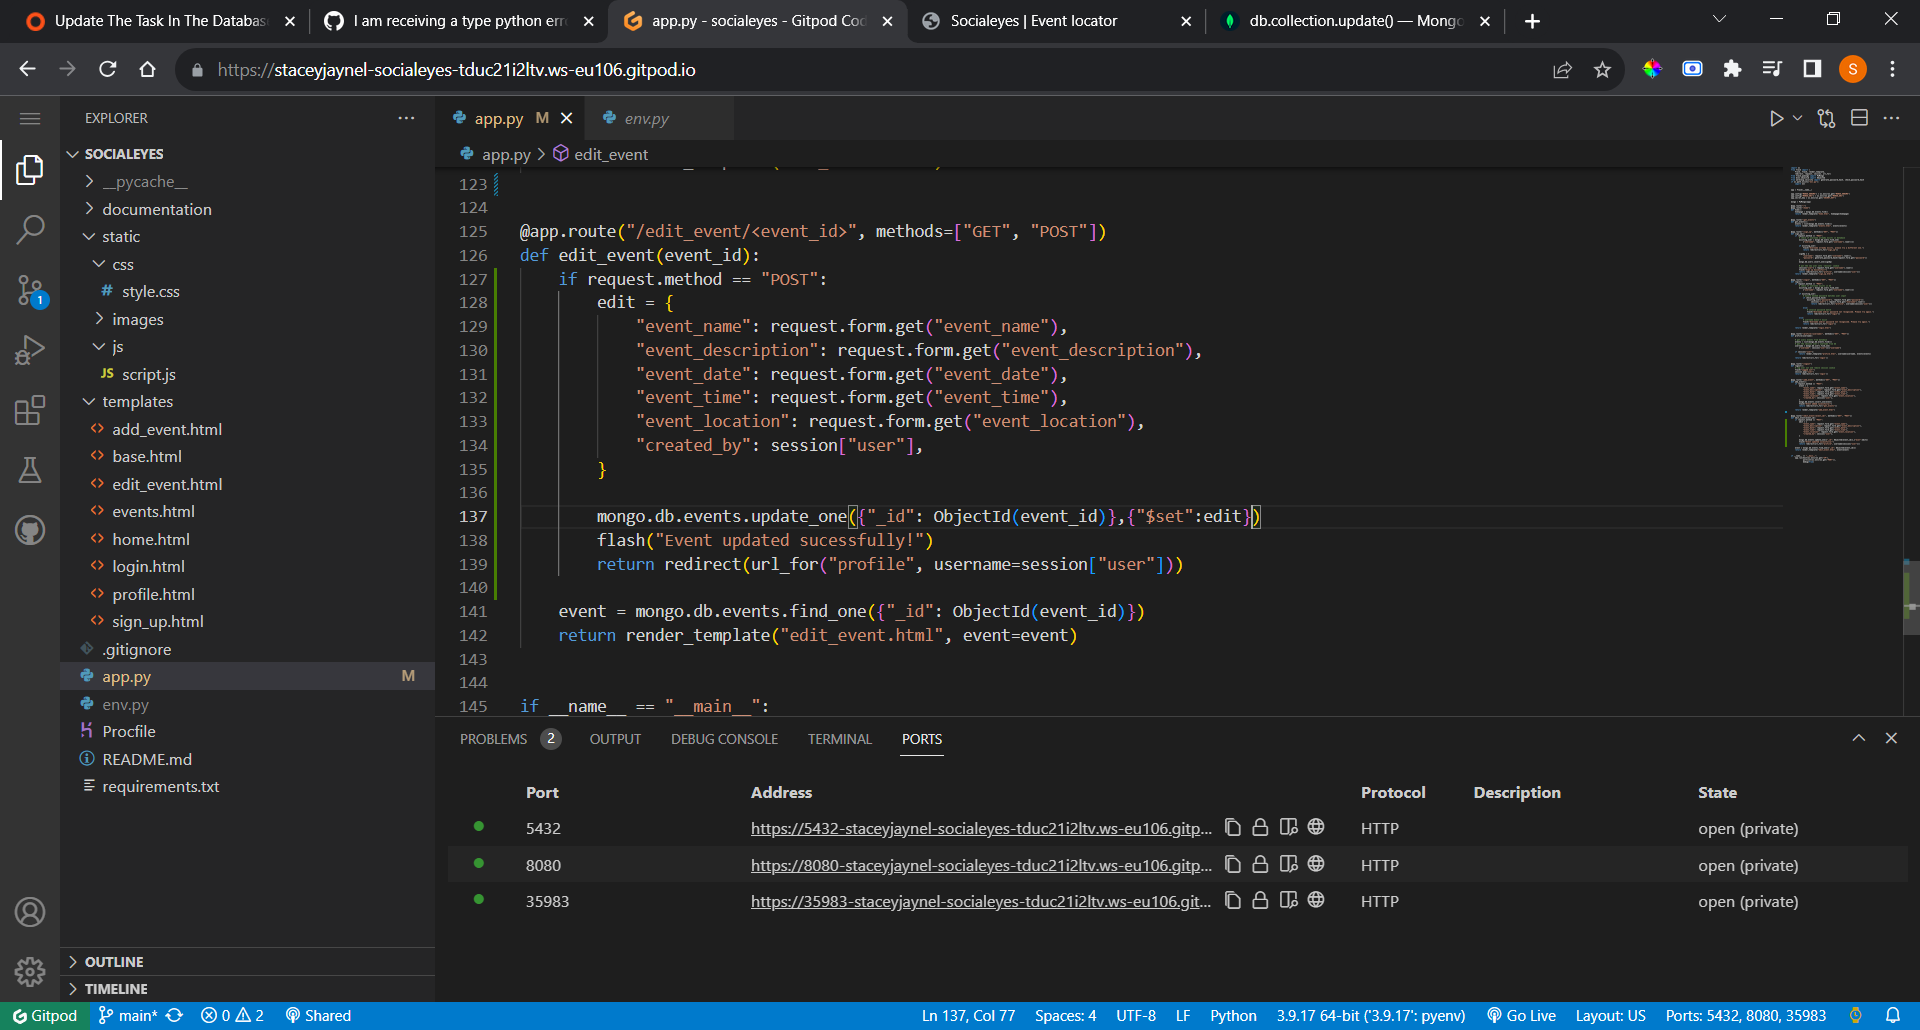 Update The Task In The Databas
I am receiving a type python erro
app.py - socialeyes - Gitpod Cod
Socialeyes | Event locator
db.collection.update() — Mongo
https://staceyjaynel-socialeyes-tduc21i2ltv.ws-eu106.gitpod.io
S
EXPLORER
SOCIALEYES
__pycache__
documentation
static
css
# style.css
images
js
JS script.js
templates
<> add_event.html
<> base.html
<> edit_event.html
<> events.html
<> home.html
<> login.html
<> profile.html
<> sign_up.html
.gitignore
app.py M
env.py
Procfile
README.md
requirements.txt
OUTLINE
TIMELINE
1
app.py M
env.py
app.py > edit_event
123
124
125 @app.route("/edit_event/<event_id>", methods=["GET", "POST"])
126 def edit_event(event_id):
127 if request.method == "POST":
128 edit = {
129 "event_name": request.form.get("event_name"),
130 "event_description": request.form.get("event_description"),
131 "event_date": request.form.get("event_date"),
132 "event_time": request.form.get("event_time"),
133 "event_location": request.form.get("event_location"),
134 "created_by": session["user"],
135 }
136
137 mongo.db.events.update_one({"_id": ObjectId(event_id)},{"$set":edit})
138 flash("Event updated sucessfully!")
139 return redirect(url_for("profile", username=session["user"]))
140
141 event = mongo.db.events.find_one({"_id": ObjectId(event_id)})
142 return render_template("edit_event.html", event=event)
143
144
145 if __name__ == "__main__":
PROBLEMS 2 OUTPUT DEBUG CONSOLE TERMINAL PORTS
Port Address Protocol Description State
5432 https://5432-staceyjaynel-socialeyes-tduc21i2ltv.ws-eu106.gitp... HTTP open (private)
8080 https://8080-staceyjaynel-socialeyes-tduc21i2ltv.ws-eu106.gitp... HTTP open (private)
35983 https://35983-staceyjaynel-socialeyes-tduc21i2ltv.ws-eu106.git... HTTP open (private)
Gitpod main* 0 2 Shared Ln 137, Col 77 Spaces: 4 UTF-8 LF Python 3.9.17 64-bit ('3.9.17': pyenv) Go Live Layout: US Ports: 5432, 8080, 35983